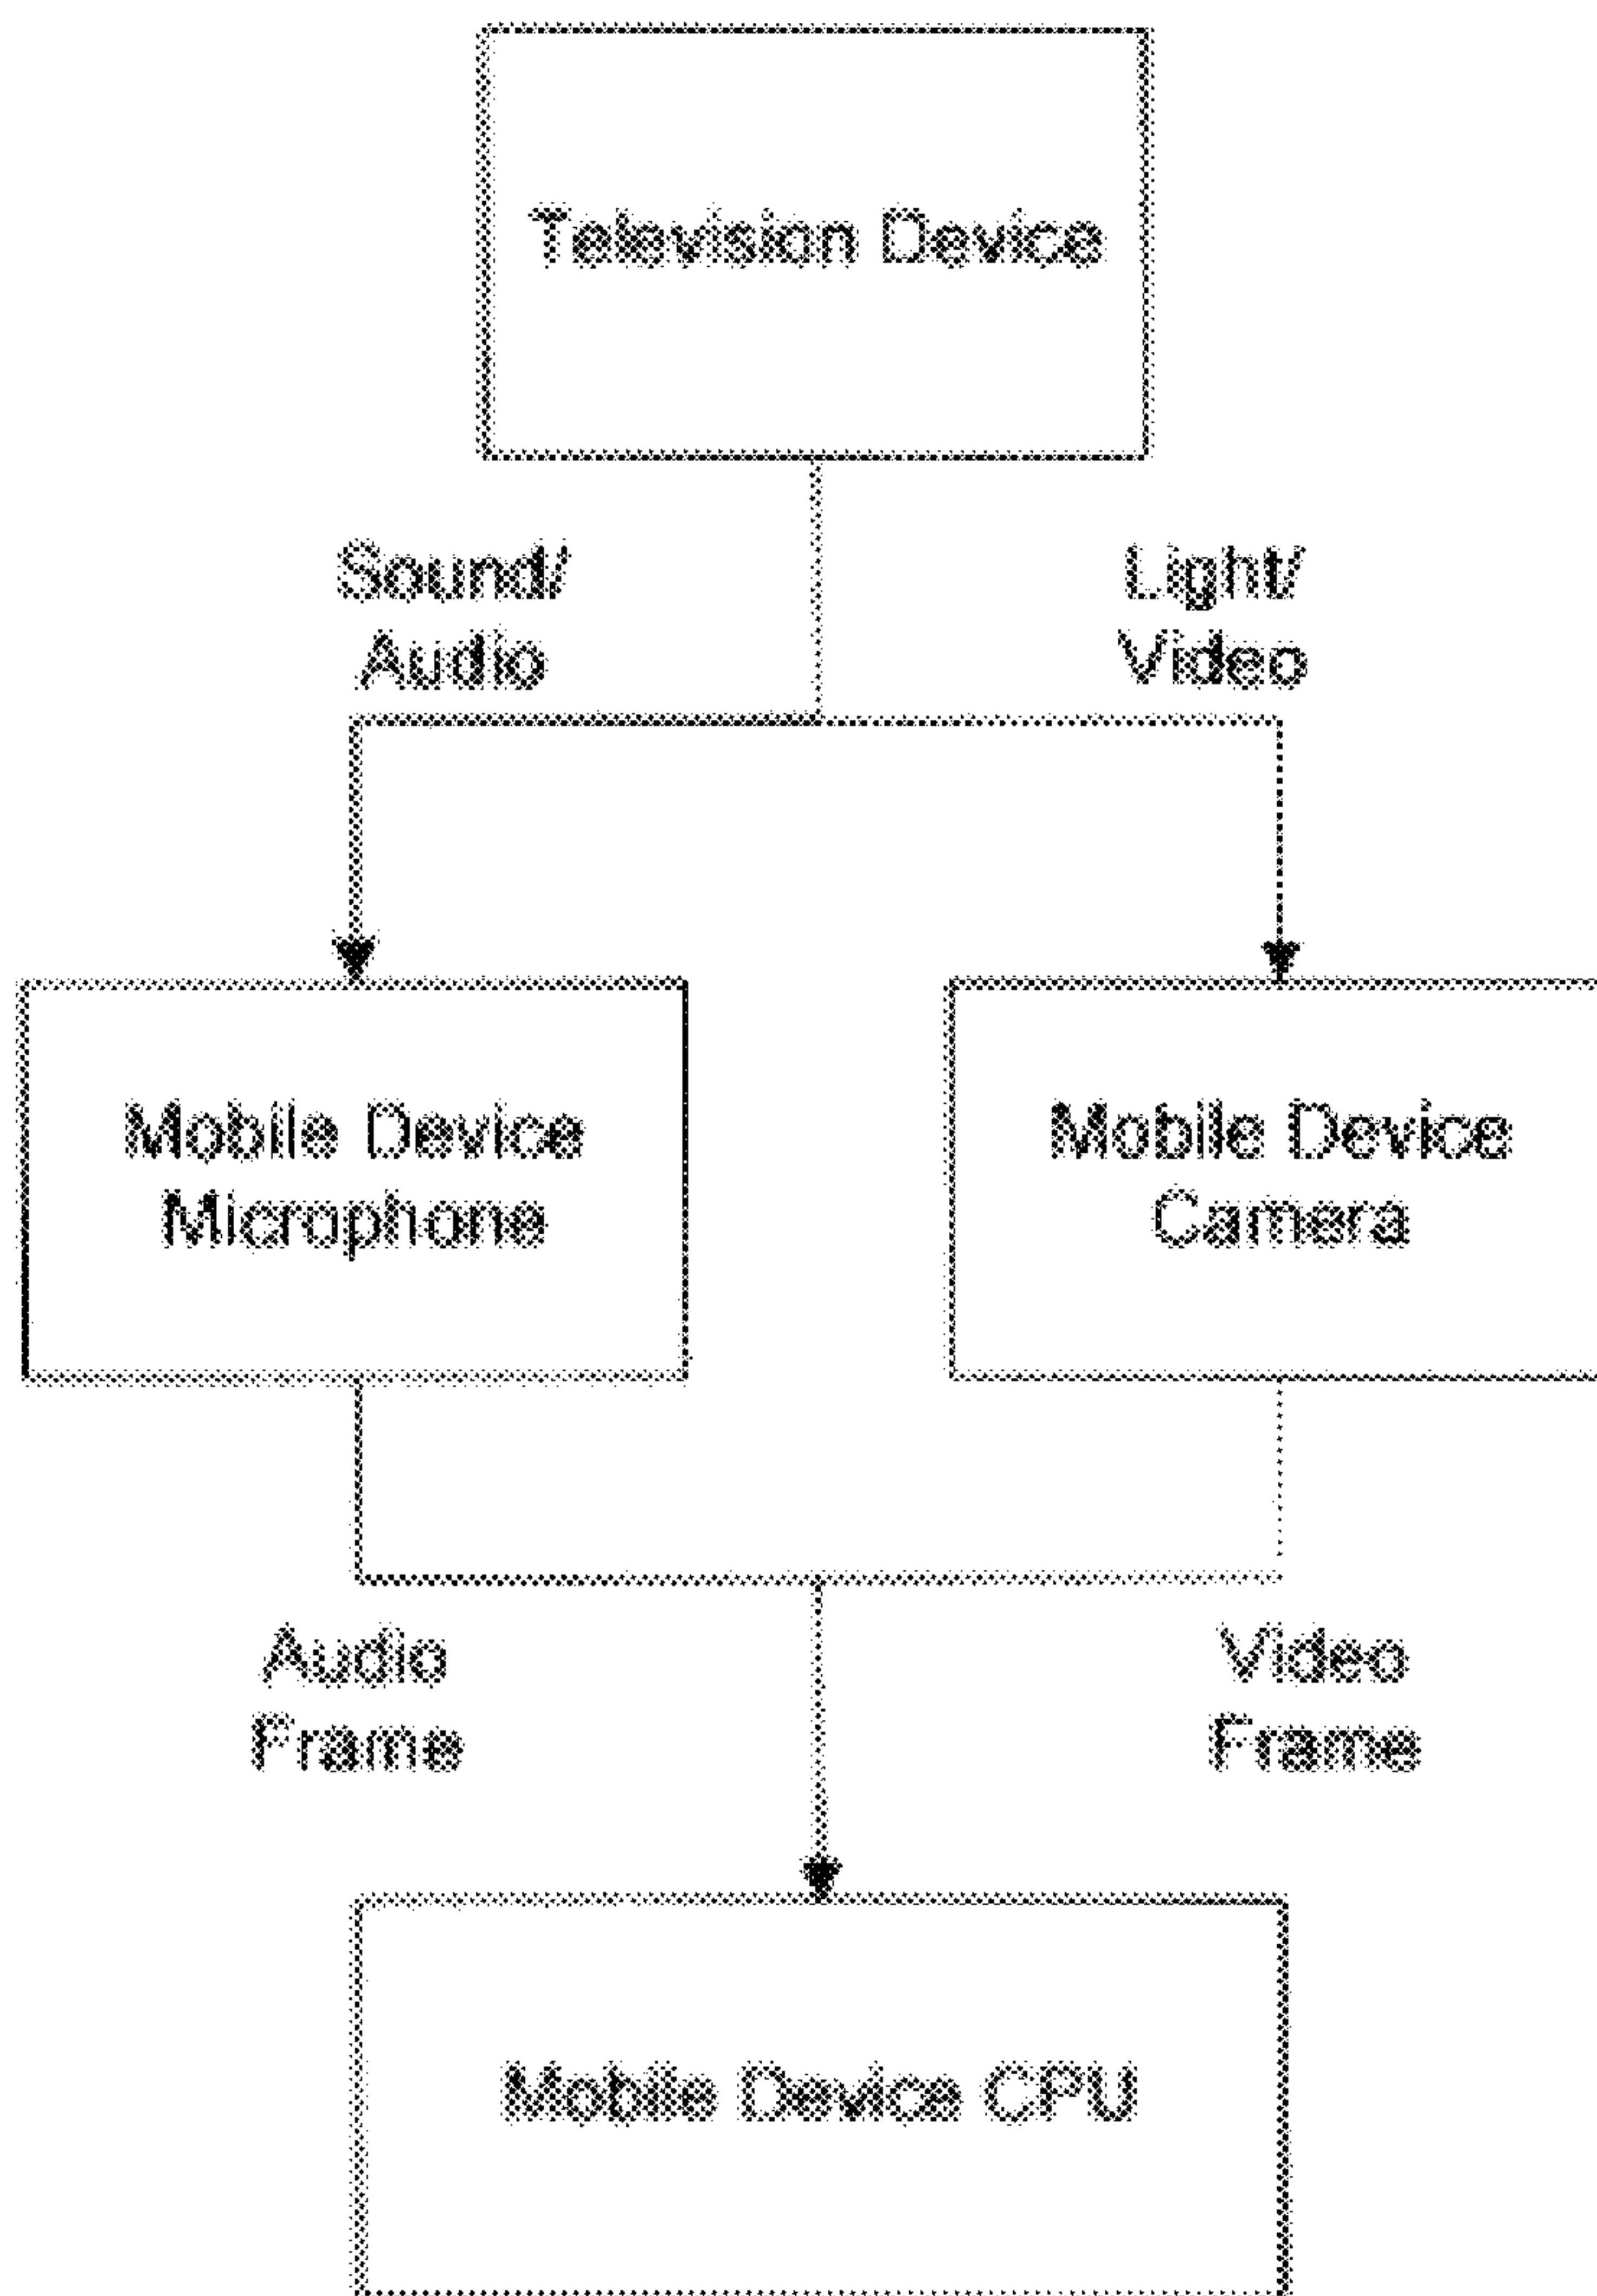 Television Device
Sound/
Audio
Light/
Video
Mobile Device
Microphone
Mobile Device
Camera
Audio
Frame
Video
Frame
Mobile Device CPU